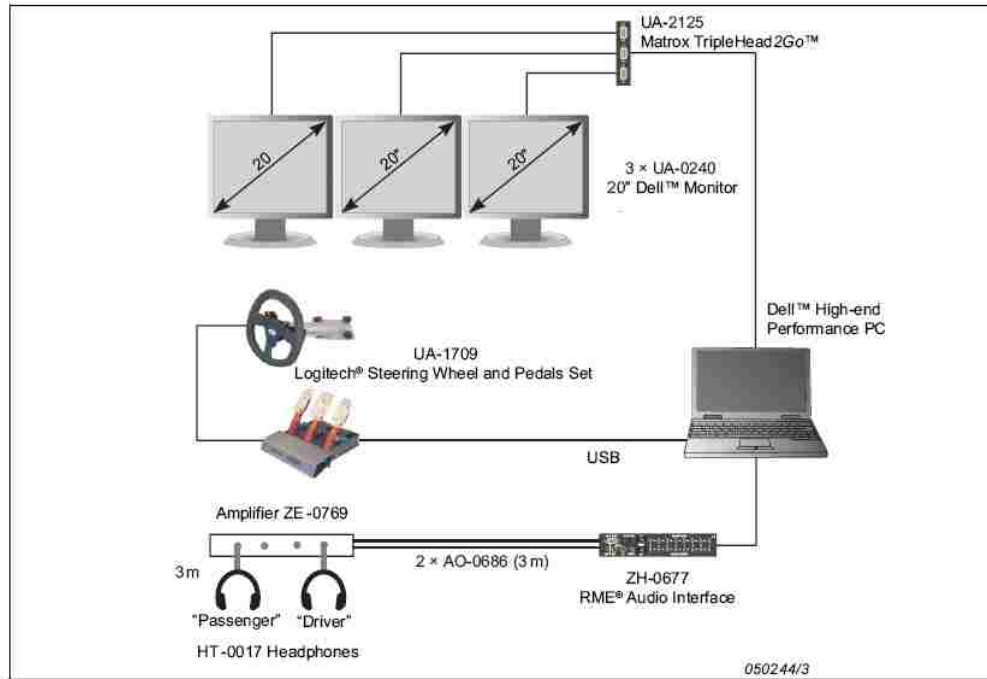 UA-2125
Matrox TripleHead2Go™
20
20"
20"
3 × UA-0240
20" Dell™ Monitor
Dell™ High-end
Performance PC
UA-1709
Logitech® Steering Wheel and Pedals Set
USB
Amplifier ZE-0769
2 × AO-0686 (3 m)
3 m
ZH-0677
RME® Audio Interface
"Passenger" "Driver"
HT-0017 Headphones
050244/3